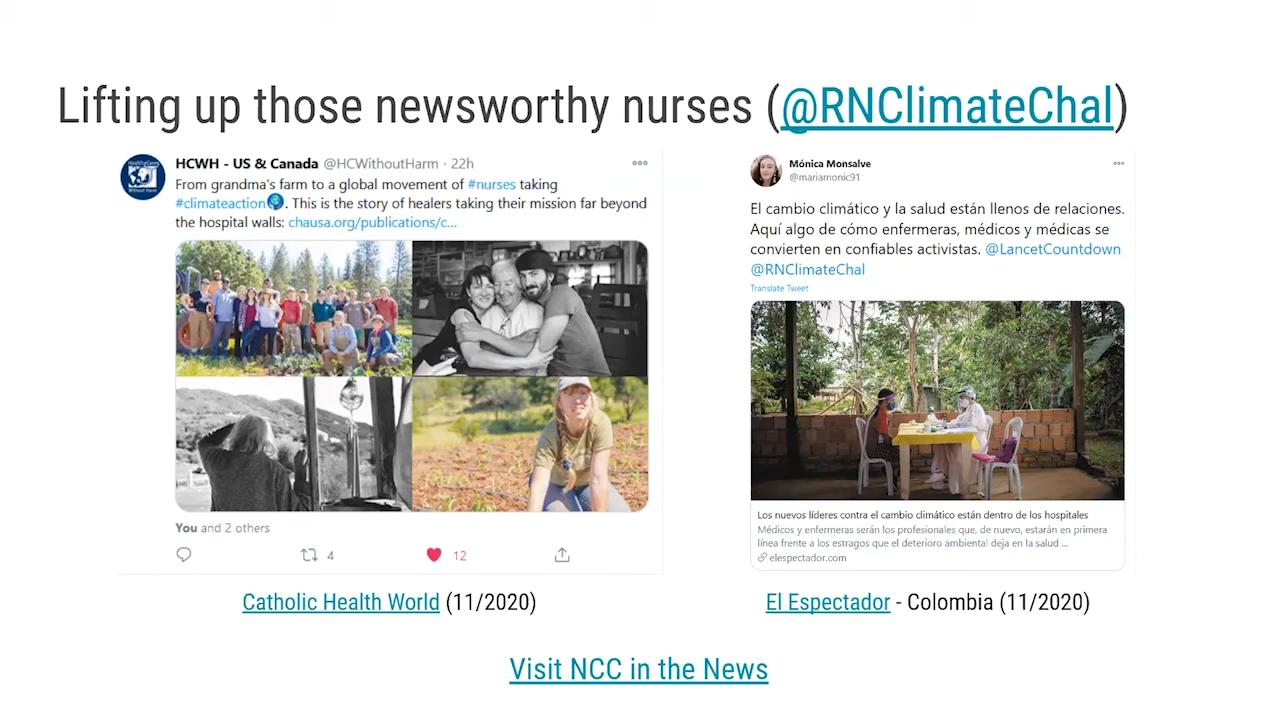 Lifting up those newsworthy nurses (@RNClimateChal)
HCWH - US & Canada @HCWithoutHarm · 22h
From grandma's farm to a global movement of #nurses taking
#climateaction🌎. This is the story of healers taking their mission far beyond
the hospital walls: chausa.org/publications/c...
You and 2 others
4
12
Catholic Health World (11/2020)
Mónica Monsalve
@mariamonic91
El cambio climático y la salud están llenos de relaciones.
Aquí algo de cómo enfermeras, médicos y médicas se
convierten en confiables activistas. @LancetCountdown
@RNClimateChal
Translate Tweet
Los nuevos líderes contra el cambio climático están dentro de los hospitales
Médicos y enfermeras serán los profesionales que, de nuevo, estarán en primera
línea frente a los estragos que el deterioro ambiental deja en la salud ...
elespectador.com
El Espectador - Colombia (11/2020)
Visit NCC in the News